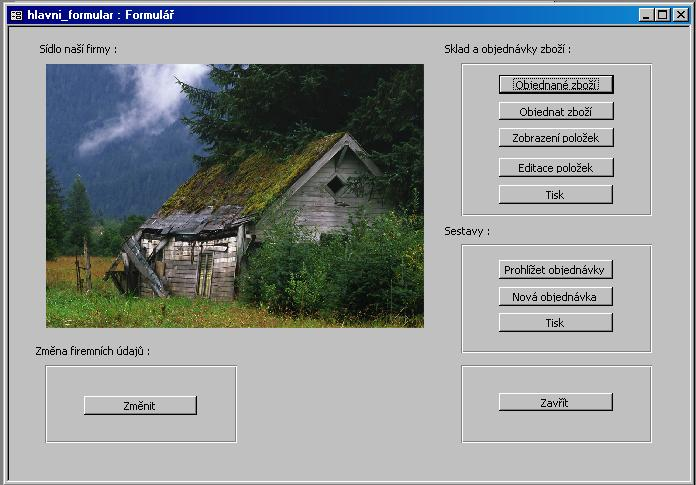 hlavni_formular : Formulář
Sídlo naší firmy :
Sklad a objednávky zboží :
Objednané zboží
Objednat zboží
Zobrazení položek
Editace položek
Tisk
Sestavy :
Prohlížet objednávky
Nová objednávka
Tisk
Změna firemních údajů :
Změnit
Zavřít